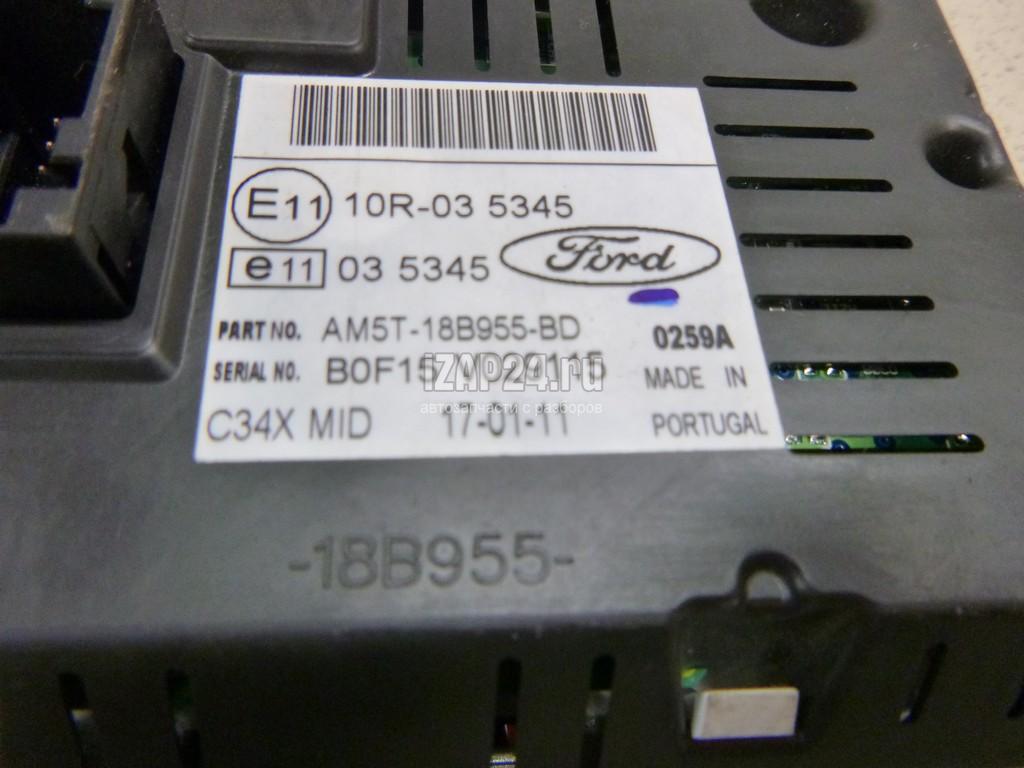 E11 10R-03 5345
e11 03 5345 Ford
PART NO. AM5T-18B955-BD 0259A
SERIAL NO. MADE IN
iZAP24.ru
автозапчасти с разборов
C34X MID 17-01-11 PORTUGAL
-18B955-